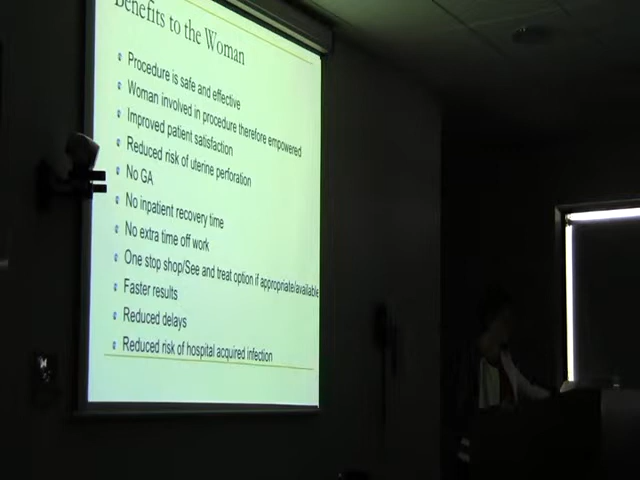 Benefits to the Woman
Procedure is safe and effective
Woman involved in procedure therefore empowered
Improved patient satisfaction
Reduced risk of uterine perforation
No GA
No inpatient recovery time
No extra time off work
One stop shop/See and treat option if appropriate/available
Faster results
Reduced delays
Reduced risk of hospital acquired infection